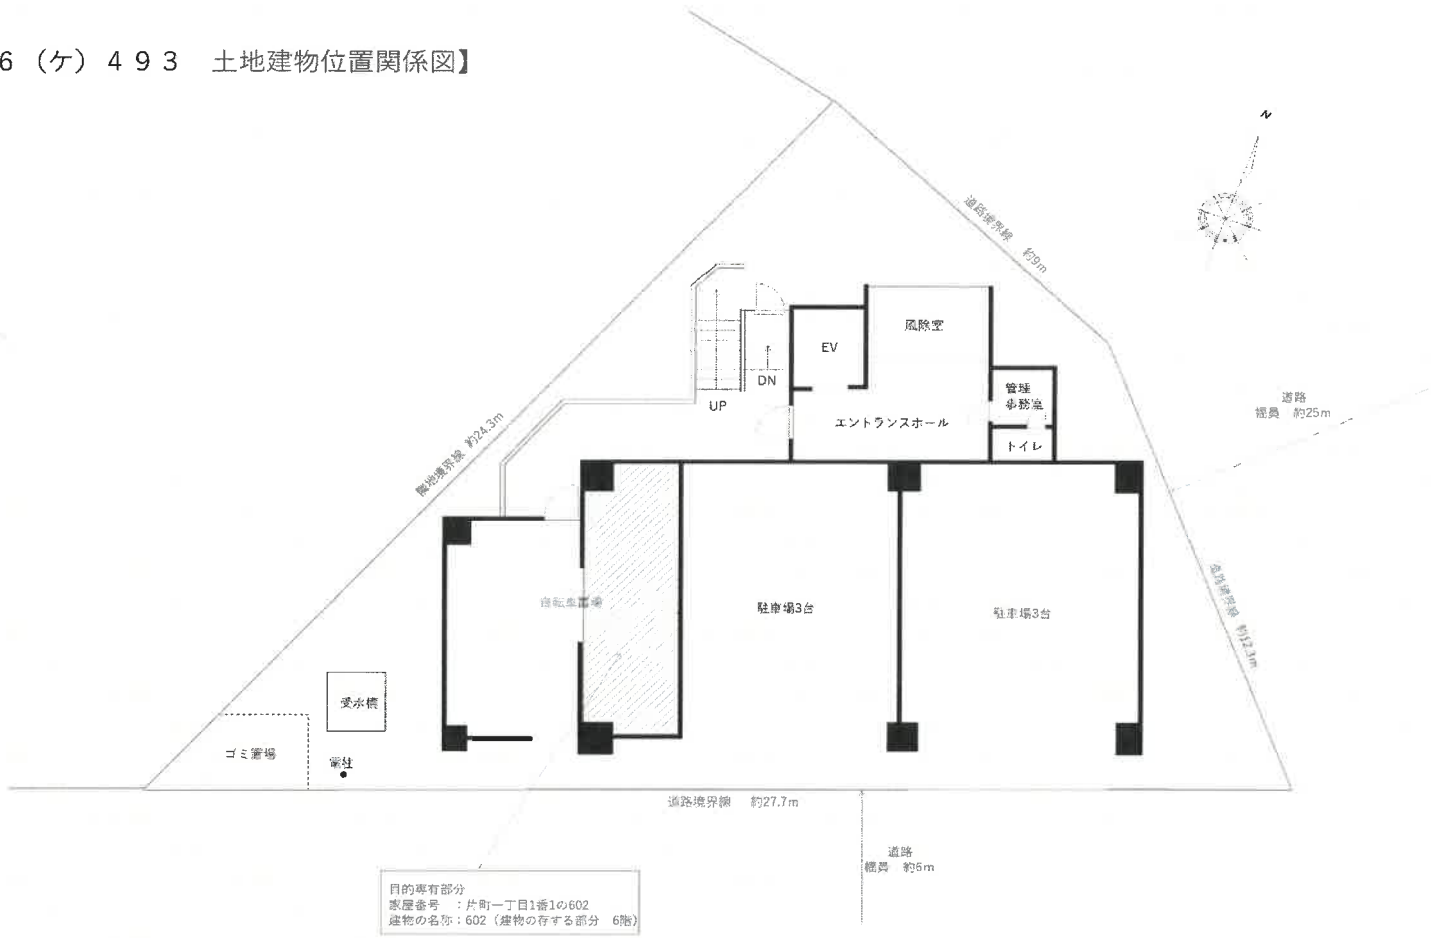 6（ケ）４９３　土地建物位置関係図】
N
道路境界線　約9m
風除室
EV
DN
UP
管理
事務室
エントランスホール
トイレ
道路
幅員　約25m
隣地境界線　約24.3m
自転車置場
駐車場3台
駐車場3台
道路境界線　約12.3m
受水槽
ゴミ置場
電柱
道路境界線　約27.7m
道路
幅員　約6m
目的専有部分
家屋番号　：片町一丁目1番1の602
建物の名称：602（建物の存する部分　6階）